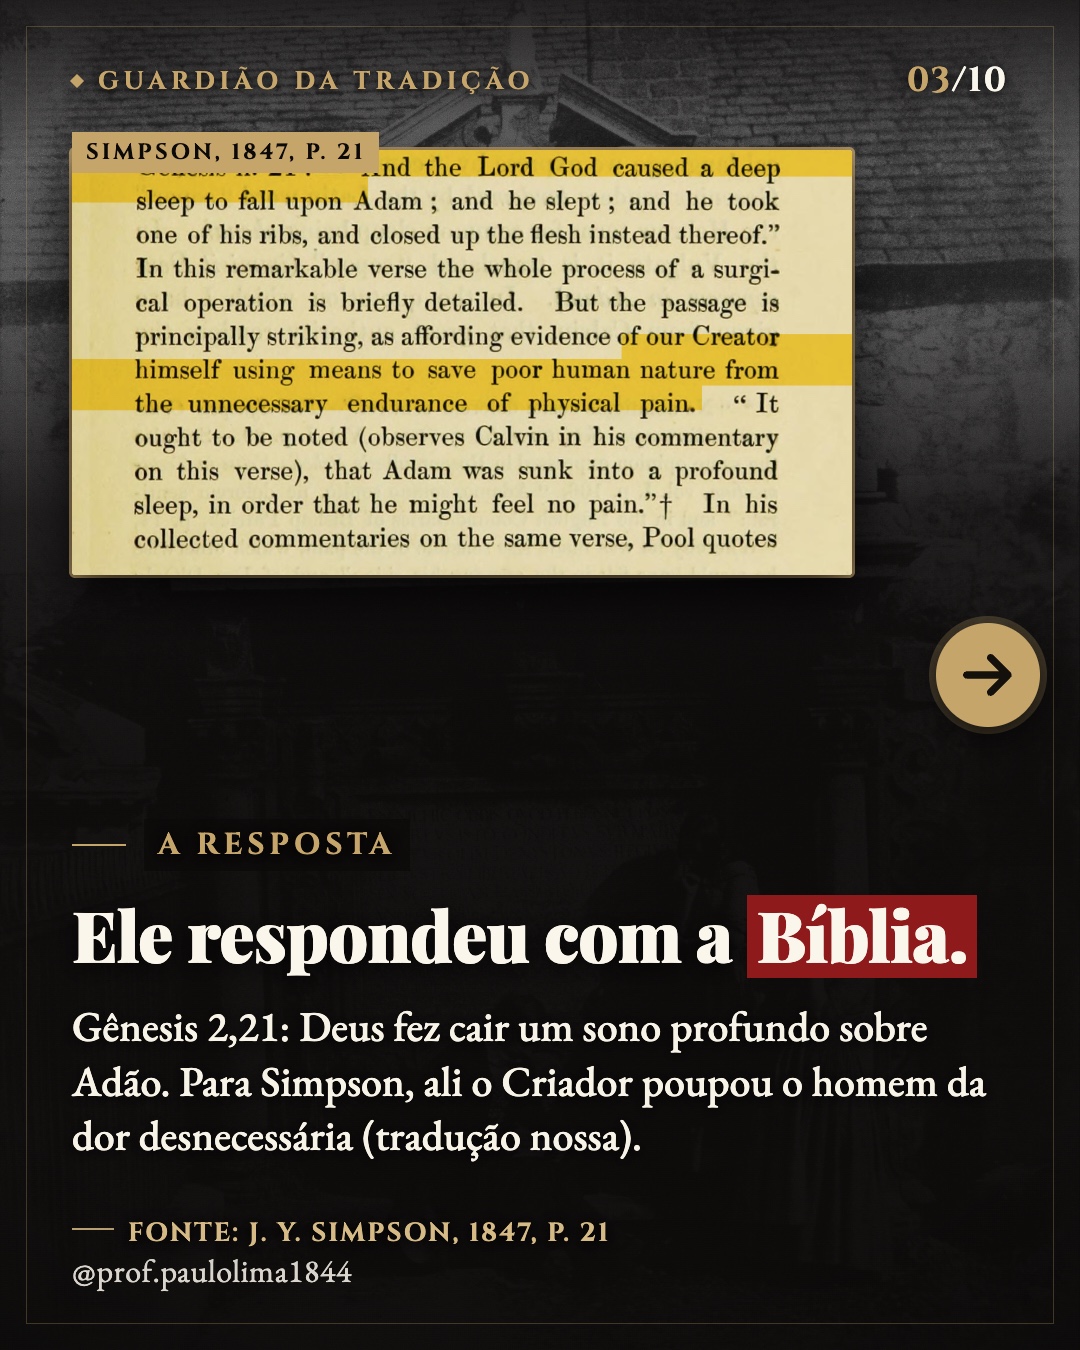 GUARDIÃO DA TRADIÇÃO
03/10
SIMPSON, 1847, P. 21
And the Lord God caused a deep
sleep to fall upon Adam ; and he slept ; and he took
one of his ribs, and closed up the flesh instead thereof.”
In this remarkable verse the whole process of a surgi-
cal operation is briefly detailed. But the passage is
principally striking, as affording evidence of our Creator
himself using means to save poor human nature from
the unnecessary endurance of physical pain. “ It
ought to be noted (observes Calvin in his commentary
on this verse), that Adam was sunk into a profound
sleep, in order that he might feel no pain.”† In his
collected commentaries on the same verse, Pool quotes
A RESPOSTA
Ele respondeu com a Bíblia.
Gênesis 2,21: Deus fez cair um sono profundo sobre
Adão. Para Simpson, ali o Criador poupou o homem da
dor desnecessária (tradução nossa).
FONTE: J. Y. SIMPSON, 1847, P. 21
@prof.paulolima1844